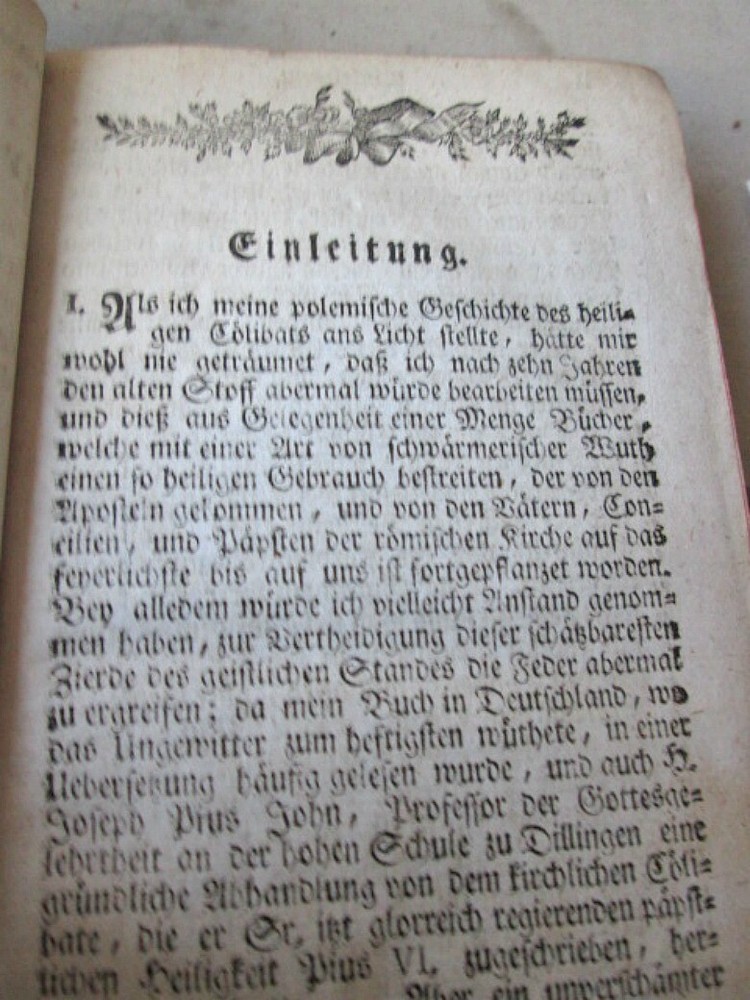 Einleitung.
I. Als ich meine polemische Geschichte des heili-
gen Cölibats ans Licht stellte, hätte mir
wohl nie geträumet, daß ich nach zehn Jahren
den alten Stoff abermal würde bearbeiten müssen,
und dieß aus Gelegenheit einer Menge Bücher,
welche mit einer Art von schwärmerischer Wuth
einen so heiligen Gebrauch bestreiten, der von den
Aposteln gekommen, und von den Vätern, Con-
cilien, und Päpsten der römischen Kirche auf das
feyerlichste bis auf uns ist fortgepflanzet worden.
Bey alledem würde ich vielleicht Anstand genom-
men haben, zur Vertheidigung dieser schätzbaresten
Zierde des geistlichen Standes die Feder abermal
zu ergreifen; da mein Buch in Deutschland, wo
das Ungewitter zum heftigsten wüthete, in einer
Uebersetzung häufig gelesen wurde, und auch H.
Joseph Pius John, Professor der Gottesge-
lehrtheit an der hohen Schule zu Dillingen eine
gründliche Abhandlung von dem kirchlichen Cöli-
bate, die er Sr. itzt glorreich regierenden päpst-
lichen Heiligkeit Pius VI. zugeschrieben, her-
Aber ein unverschämter